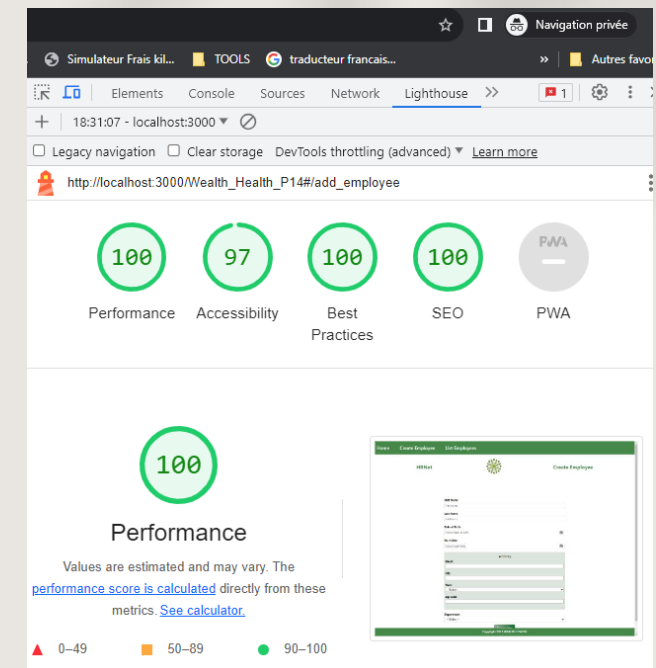 Navigation privée
Simulateur Frais kil... TOOLS traducteur francais... » Autres favo
Elements Console Sources Network Lighthouse >> 1
+ 18:31:07 - localhost:3000
Legacy navigation Clear storage DevTools throttling (advanced) Learn more
http://localhost:3000/Wealth_Health_P14#/add_employee
100 97 100 100 PWA
Performance Accessibility Best Practices SEO PWA
100
Performance
Values are estimated and may vary. The
performance score is calculated directly from these
metrics. See calculator.
0–49 50–89 90–100
Home Create Employee List Employees
HRNet Create Employee